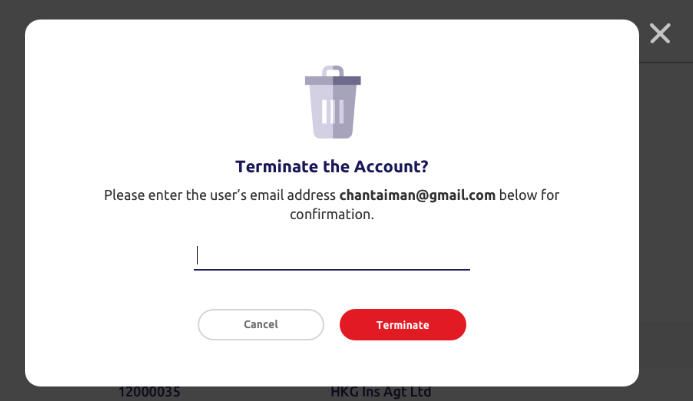 Terminate the Account?
Please enter the user’s email address chantaiman@gmail.com below for
confirmation.
Cancel
Terminate
12000035
HKG Ins Agt Ltd